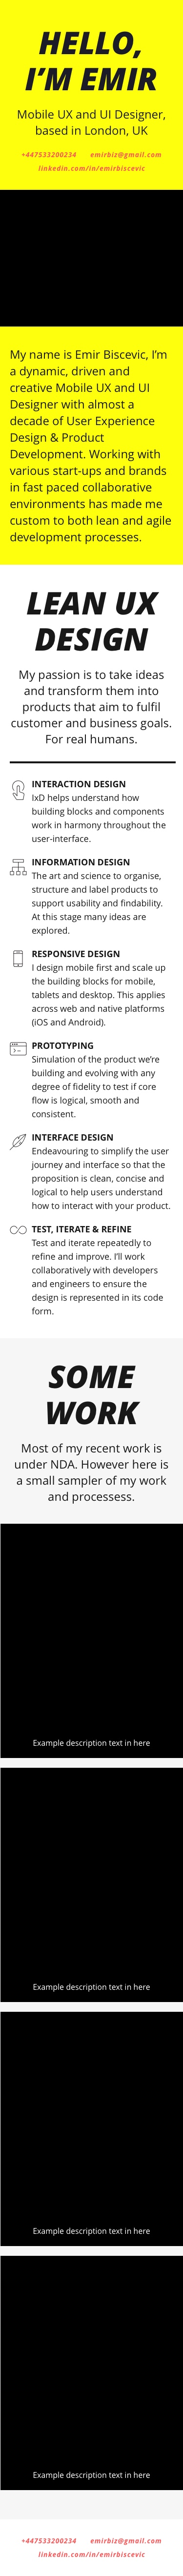 HELLO,
I'M EMIR
Mobile UX and UI Designer,
based in London, UK
+447533200234 emirbiz@gmail.com
linkedin.com/in/emirbiscevic
My name is Emir Biscevic, I'm
a dynamic, driven and
creative Mobile UX and UI
Designer with almost a
decade of User Experience
Design & Product
Development. Working with
various start-ups and brands
in fast paced collaborative
environments has made me
custom to both lean and agile
development processes.
LEAN UX
DESIGN
My passion is to take ideas
and transform them into
products that aim to fulfil
customer and business goals.
For real humans.
INTERACTION DESIGN
IxD helps understand how
building blocks and components
work in harmony throughout the
user-interface.
INFORMATION DESIGN
The art and science to organise,
structure and label products to
support usability and findability.
At this stage many ideas are
explored.
RESPONSIVE DESIGN
I design mobile first and scale up
the building blocks for mobile,
tablets and desktop. This applies
across web and native platforms
(iOS and Android).
PROTOTYPING
Simulation of the product we're
building and evolving with any
degree of fidelity to test if core
flow is logical, smooth and
consistent.
INTERFACE DESIGN
Endeavouring to simplify the user
journey and interface so that the
proposition is clean, concise and
logical to help users understand
how to interact with your product.
TEST, ITERATE & REFINE
Test and iterate repeatedly to
refine and improve. I'll work
collaboratively with developers
and engineers to ensure the
design is represented in its code
form.
SOME
WORK
Most of my recent work is
under NDA. However here is
a small sampler of my work
and processess.
Example description text in here
Example description text in here
Example description text in here
Example description text in here
+447533200234 emirbiz@gmail.com
linkedin.com/in/emirbiscevic